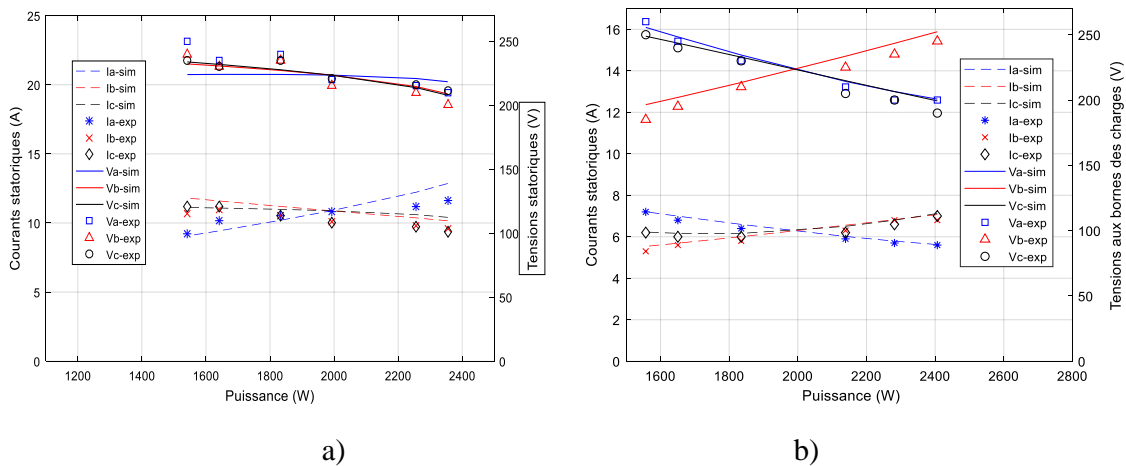 25
20
15
10
5
0
Courants statoriques (A)
250
200
150
100
50
0
Tensions statoriques (V)
1200 1400 1600 1800 2000 2200 2400
Puissance (W)
Ia-sim
Ib-sim
Ic-sim
Ia-exp
Ib-exp
Ic-exp
Va-sim
Vb-sim
Vc-sim
Va-exp
Vb-exp
Vc-exp
a)
16
14
12
10
8
6
4
2
0
Courants statoriques (A)
250
200
150
100
50
0
Tensions aux bornes des charges (V)
1600 1800 2000 2200 2400 2600 2800
Puissance (W)
Ia-sim
Ib-sim
Ic-sim
Ia-exp
Ib-exp
Ic-exp
Va-sim
Vb-sim
Vc-sim
Va-exp
Vb-exp
Vc-exp
b)